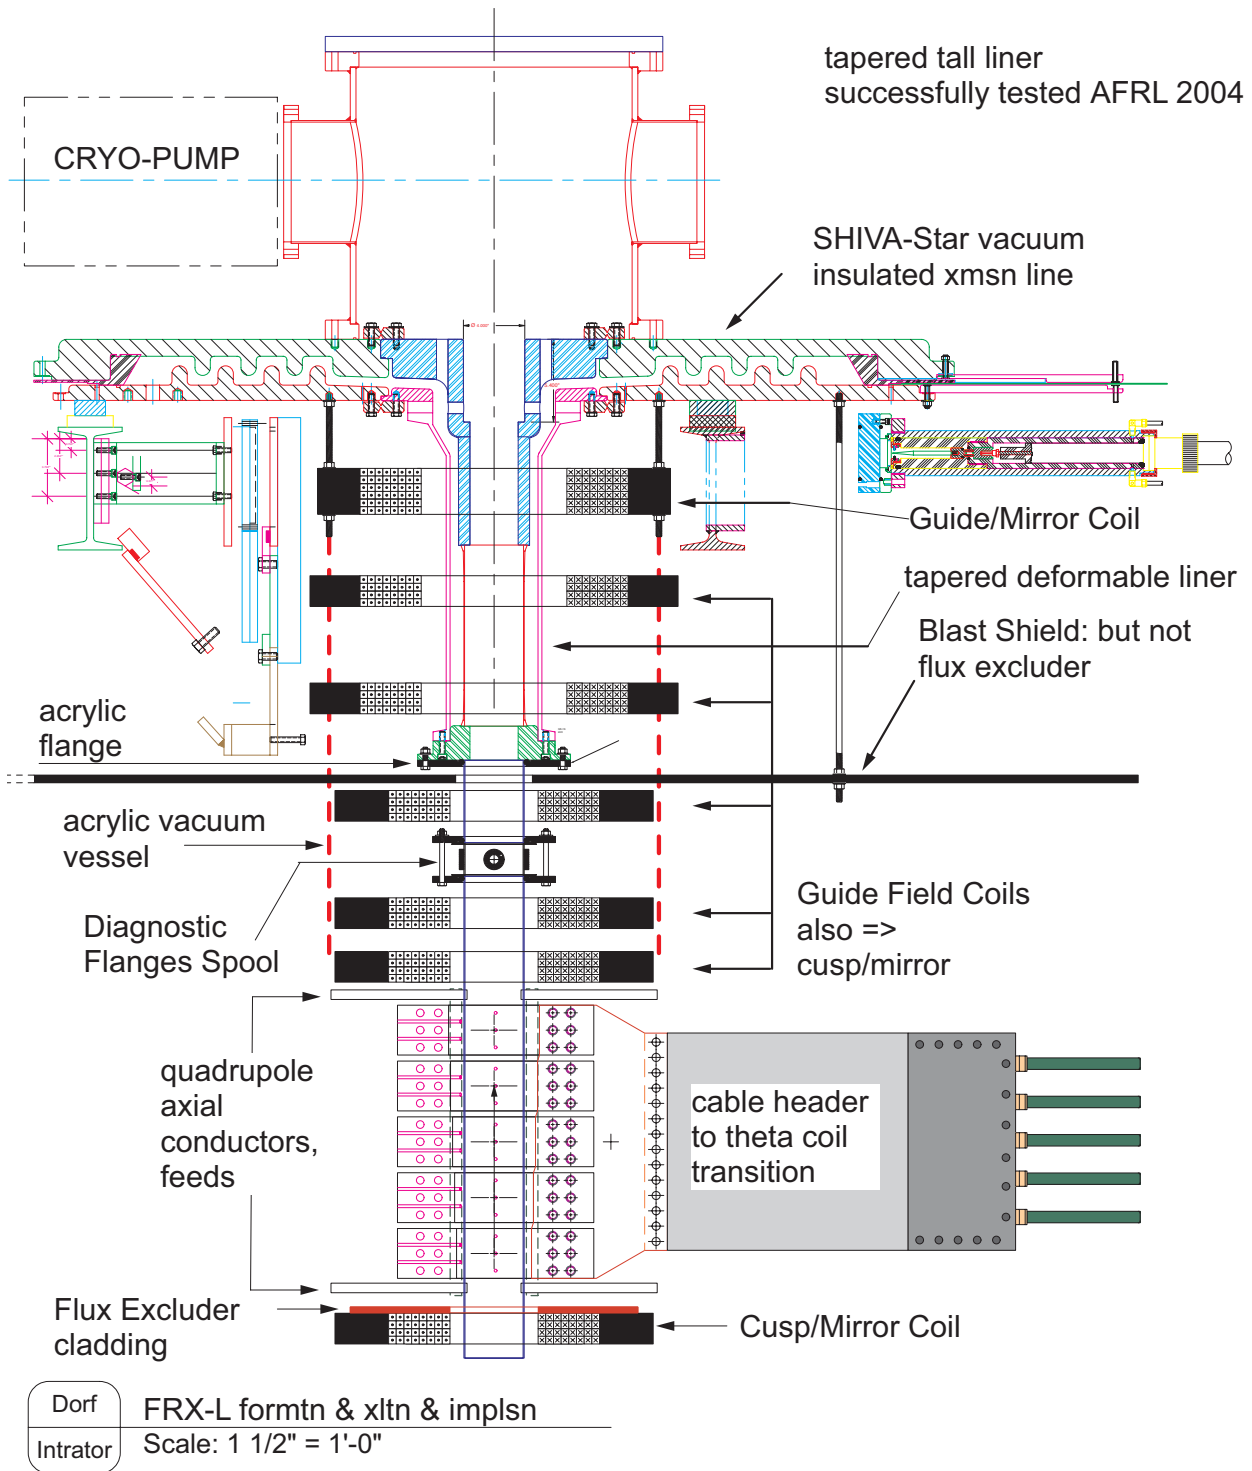 tapered tall liner
successfully tested AFRL 2004
CRYO-PUMP
SHIVA-Star vacuum
insulated xmsn line
Guide/Mirror Coil
tapered deformable liner
Blast Shield: but not
flux excluder
acrylic
flange
acrylic vacuum
vessel
Diagnostic
Flanges Spool
Guide Field Coils
also =>
cusp/mirror
quadrupole
axial
conductors,
feeds
cable header
to theta coil
transition
Flux Excluder
cladding
Cusp/Mirror Coil
Dorf
Intrator
FRX-L formtn & xltn & implsn
Scale: 1 1/2" = 1'-0"